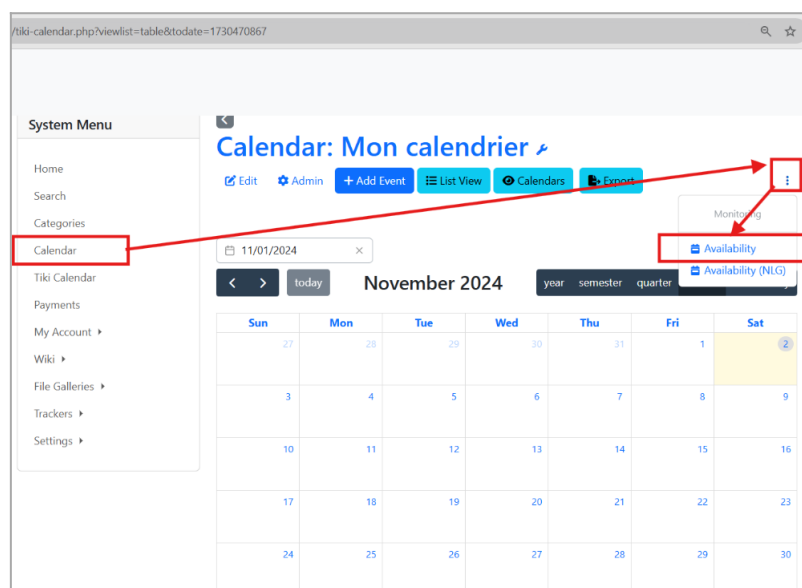 /tiki-calendar.php?viewlist=table&todate=1730470867
System Menu
Home
Search
Categories
Calendar
Tiki Calendar
Payments
My Account
Wiki
File Galleries
Trackers
Settings
Calendar: Mon calendrier
Edit Admin + Add Event List View Calendars Export
Monitoring
Availability
Availability (NLG)
11/01/2024 ×
today November 2024 year semester quarter
Sun Mon Tue Wed Thu Fri Sat
27 28 29 30 31 1 2
3 4 5 6 7 8 9
10 11 12 13 14 15 16
17 18 19 20 21 22 23
24 25 26 27 28 29 30